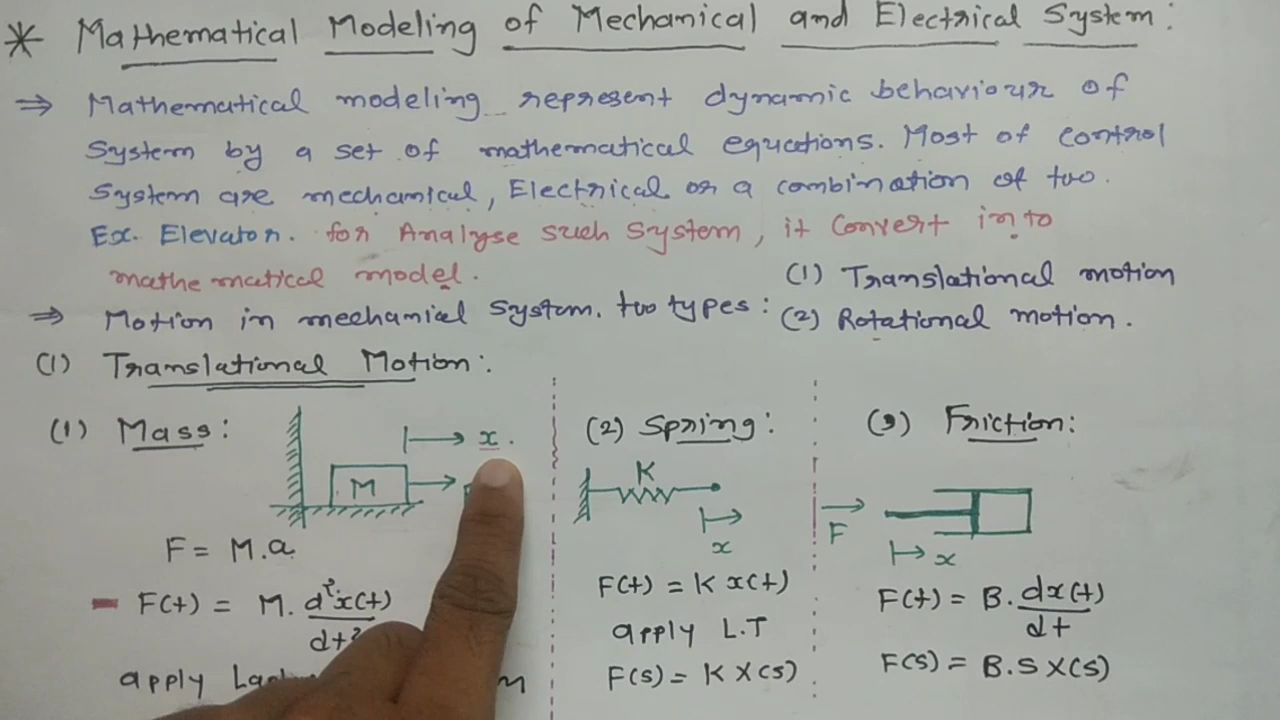 * Mathematical Modeling of Mechanical and Electrical System:
⇒ Mathematical modeling represent dynamic behaviour of
System by a set of mathematical equations. Most of control
System are mechanical, Electrical or a combination of two.
Ex. Elevator. for Analyse such System, it Convert in to
mathematical model.
⇒ Motion in mechanical System. two types:
(1) Translational motion
(2) Rotational motion.
(1) Translational Motion:
(1) Mass:
x.
M
F = M.a
F(t) = M. d²x(t)/dt²
apply
(2) Spring:
K
x
F(t) = K x(t)
apply L.T
F(s) = K X(s)
(3) Friction:
F
x
F(t) = B. dx(t)/dt
F(s) = B.S X(s)